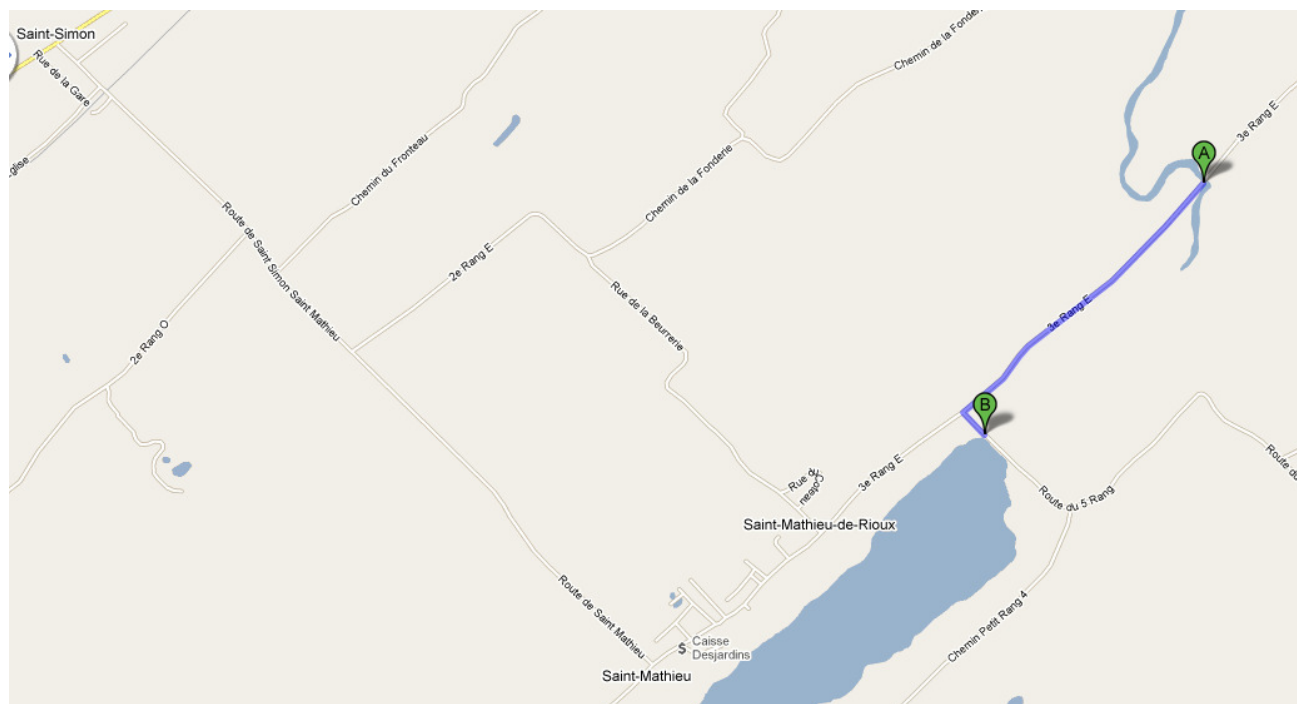 Saint-Simon
Rue de la Gare
Église
Chemin de la Fonderie
3e Rang E
A
Chemin du Fronteau
Chemin de la Fonderie
Route de Saint Simon Saint Mathieu
2e Rang E
2e Rang O
Rue de la Beurrerie
3e Rang E
B
3e Rang E
Rue du
Coteau
Route du 5 Rang
Route du
Saint-Mathieu-de-Rioux
Route de Saint Mathieu
Chemin Petit Rang 4
$
Caisse
Desjardins
Saint-Mathieu